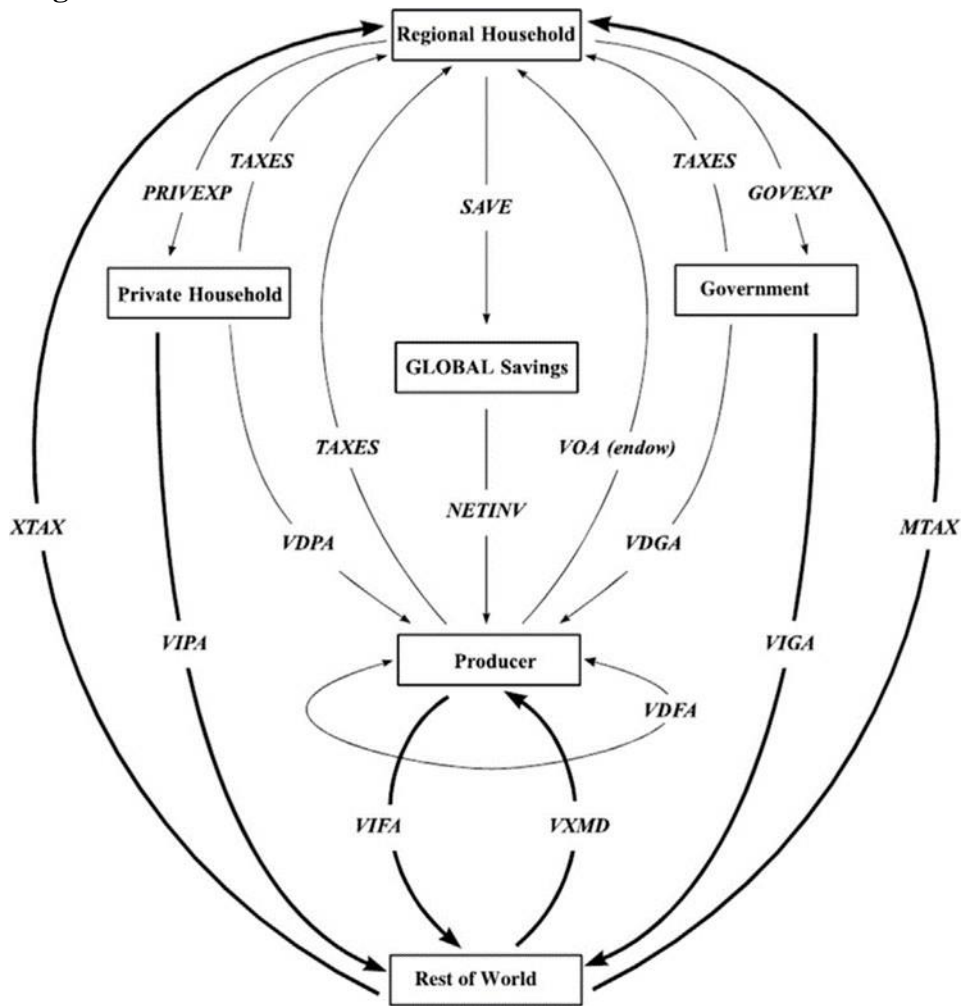 Regional Household
TAXES
TAXES
PRIVEXP
GOVEXP
SAVE
Private Household
Government
GLOBAL Savings
TAXES
VOA (endow)
NETINV
XTAX
MTAX
VDPA
VDGA
VIPA
VIGA
Producer
VDFA
VIFA
VXMD
Rest of World